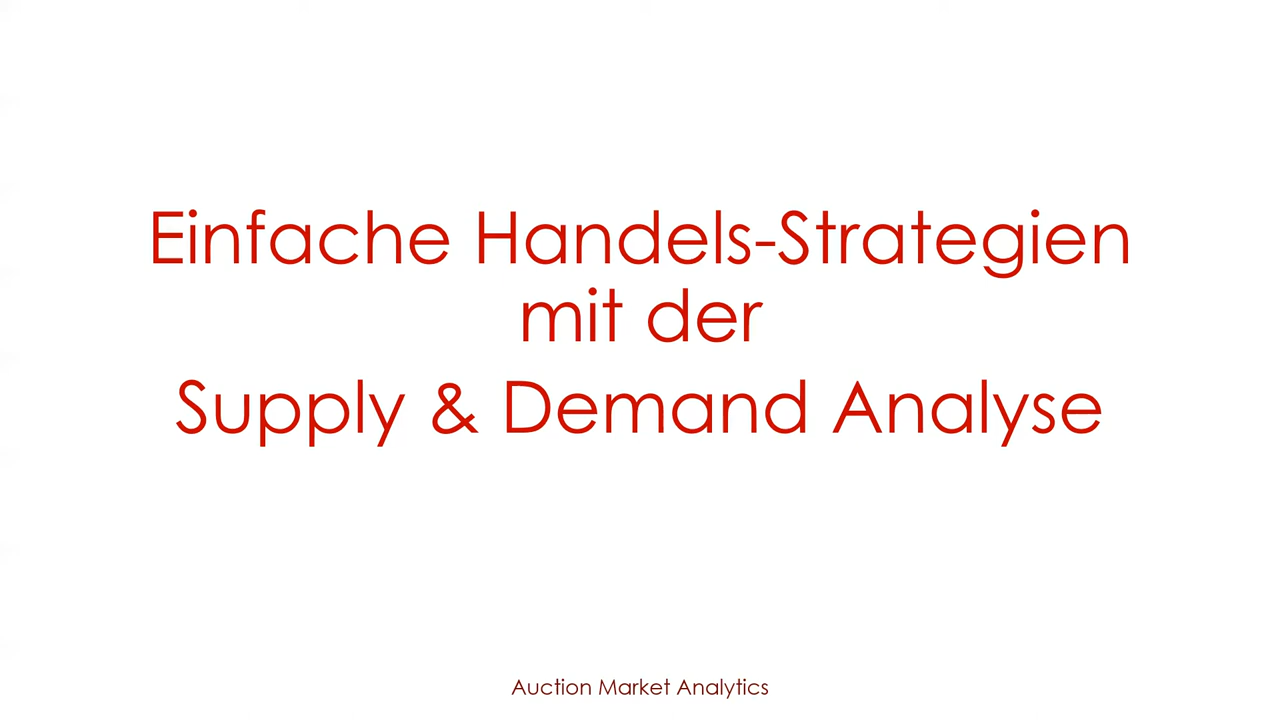 Einfache Handels-Strategien
mit der
Supply & Demand Analyse
Auction Market Analytics